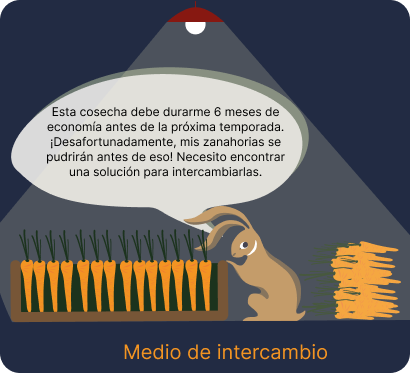 Esta cosecha debe durarme 6 meses de
economía antes de la próxima temporada.
¡Desafortunadamente, mis zanahorias se
pudrirán antes de eso! Necesito encontrar
una solución para intercambiarlas.
Medio de intercambio